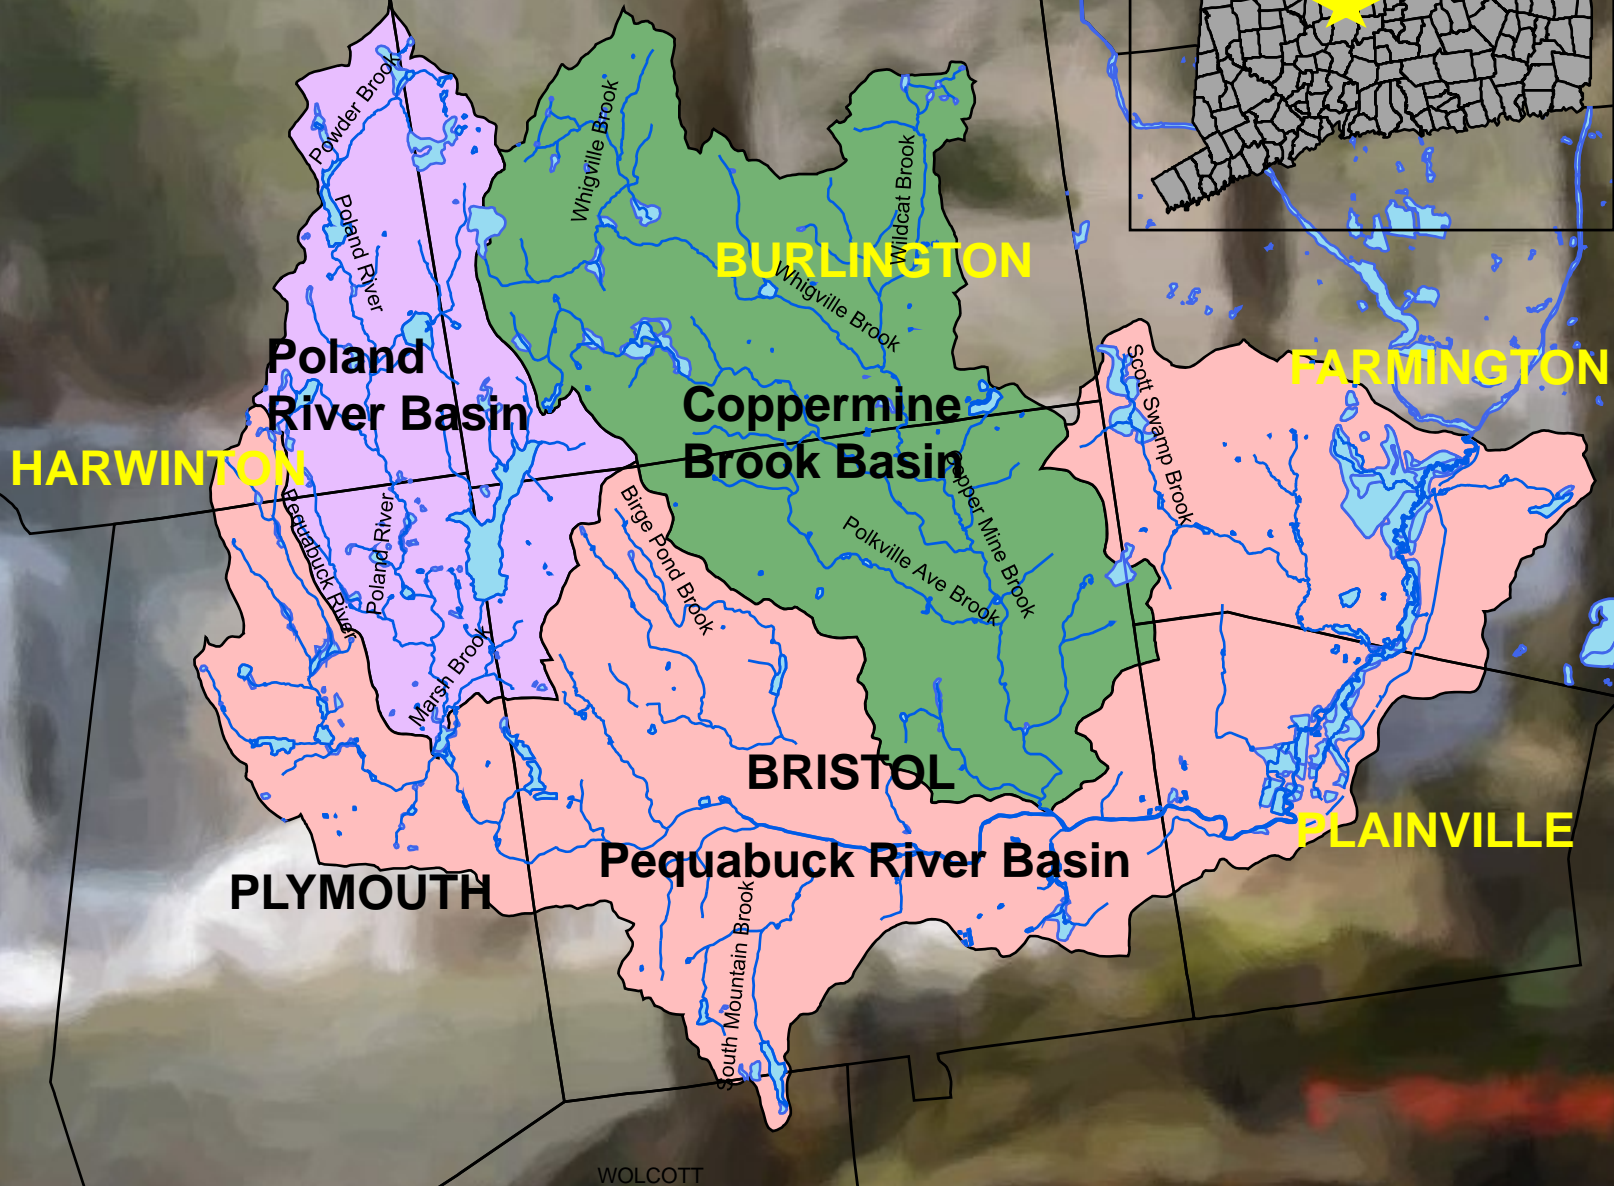 Powder Brook
Whigville Brook
Wildcat Brook
Poland River
BURLINGTON
Whigville Brook
Poland
River Basin
Scott Swamp Brook
FARMINGTON
Coppermine
Brook Basin
HARWINTON
Pequabuck River
Poland River
Birge Pond Brook
Copper Mine Brook
Polkville Ave Brook
Marsh Brook
BRISTOL
PLAINVILLE
Pequabuck River Basin
PLYMOUTH
South Mountain Brook
WOLCOTT